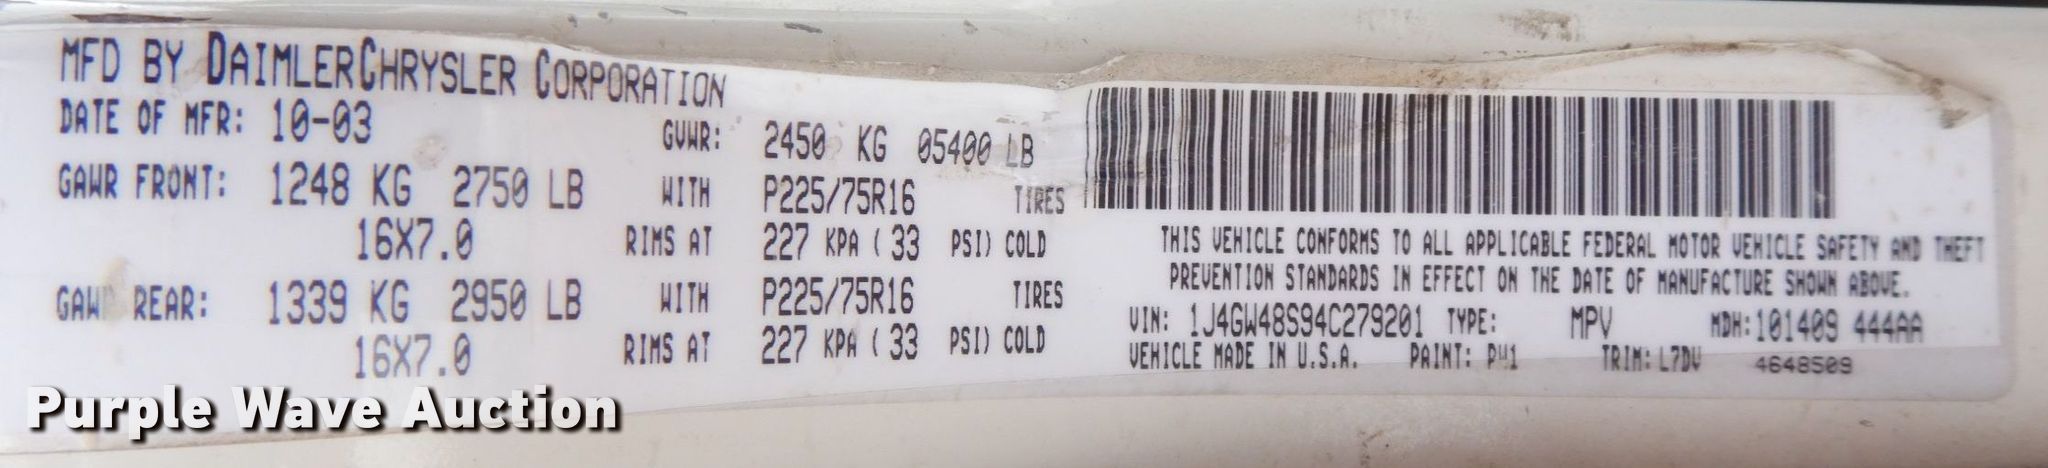 MFD BY DAIMLERCHRYSLER CORPORATION
DATE OF MFR: 10-03 GVWR: 2450 KG 05400 LB
GAWR FRONT: 1248 KG 2750 LB WITH P225/75R16 TIRES
16X7.0 RIMS AT 227 KPA ( 33 PSI) COLD
GAWR REAR: 1339 KG 2950 LB WITH P225/75R16 TIRES
16X7.0 RIMS AT 227 KPA ( 33 PSI) COLD
THIS VEHICLE CONFORMS TO ALL APPLICABLE FEDERAL MOTOR VEHICLE SAFETY AND THEFT
PREVENTION STANDARDS IN EFFECT ON THE DATE OF MANUFACTURE SHOWN ABOVE.
VIN: 1J4GW48S94C279201 TYPE: MPV MDH:101409 444AA
VEHICLE MADE IN U.S.A. PAINT: TRIM: L7DV 4648509
Purple Wave Auction